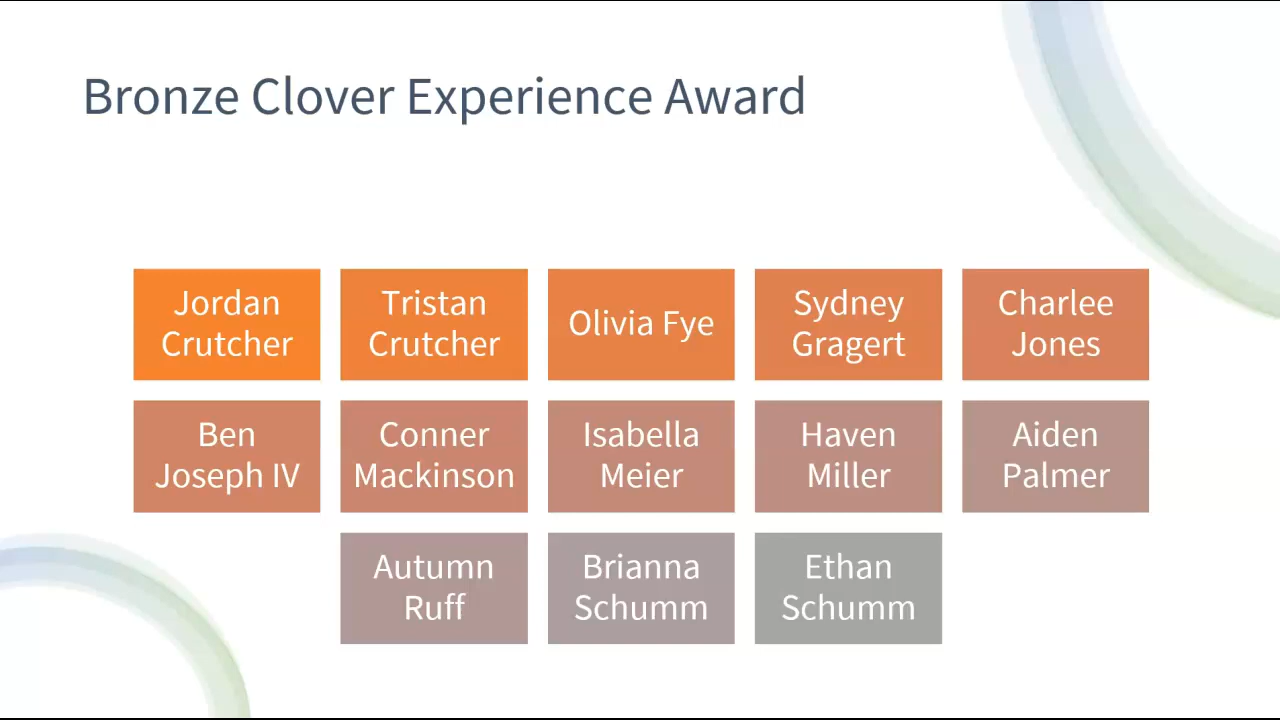 Bronze Clover Experience Award
Jordan
Crutcher
Tristan
Crutcher
Olivia Fye
Sydney
Gragert
Charlee
Jones
Ben
Joseph IV
Conner
Mackinson
Isabella
Meier
Haven
Miller
Aiden
Palmer
Autumn
Ruff
Brianna
Schumm
Ethan
Schumm